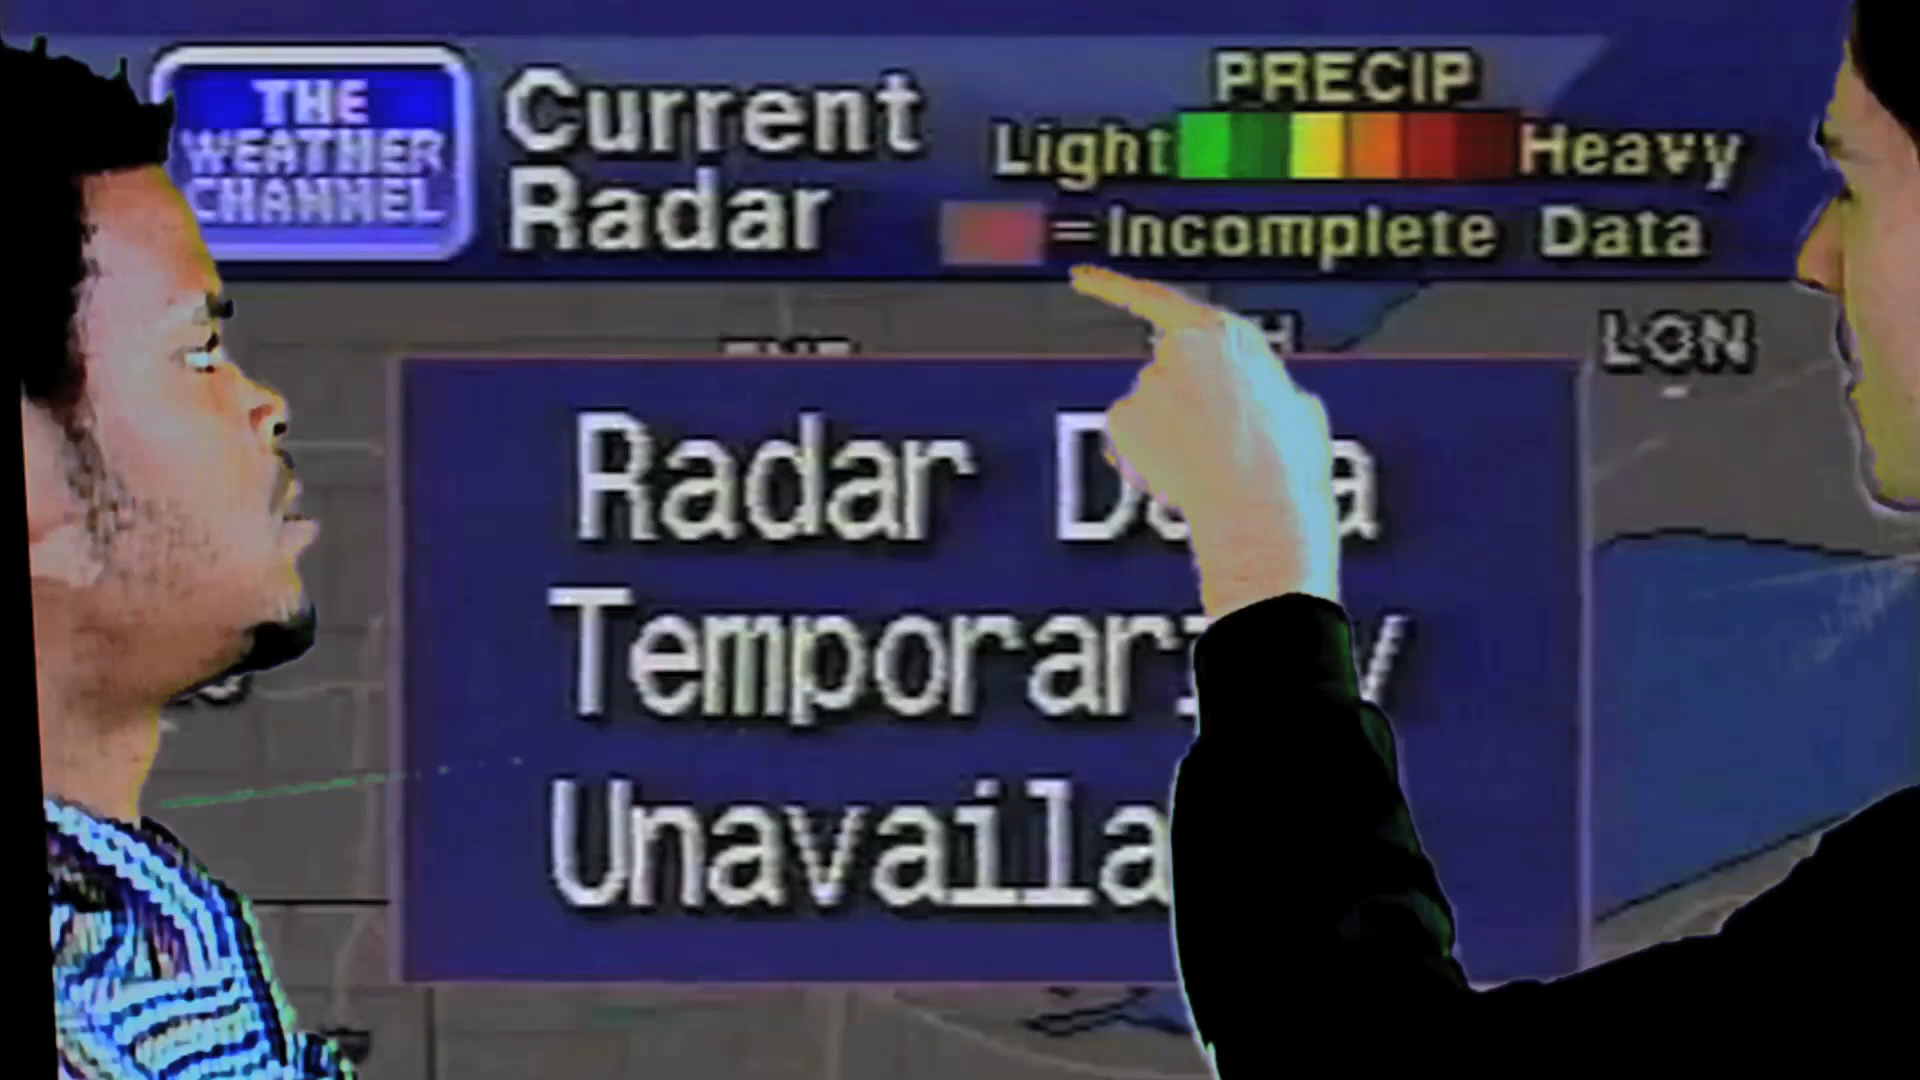 THE
WEATHER
CHANNEL
Current
Radar
PRECIP
Light Heavy
=Incomplete Data
LON
Radar
Temporar
Unavaila